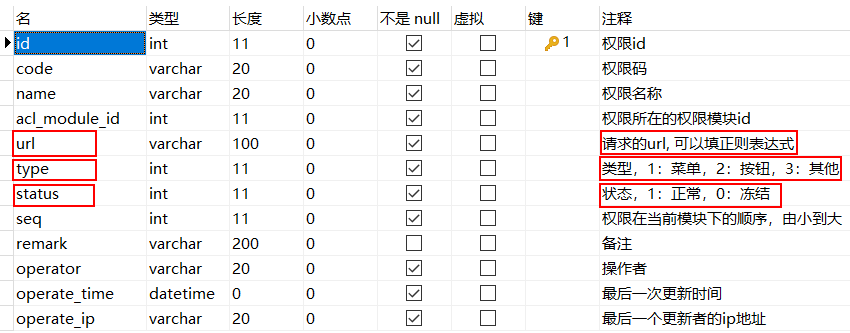 名 类型 长度 小数点 不是 null 虚拟 键 注释
id int 11 0 1 权限id
code varchar 20 0 权限码
name varchar 20 0 权限名称
acl_module_id int 11 0 权限所在的权限模块id
url varchar 100 0 请求的url, 可以填正则表达式
type int 11 0 类型，1：菜单，2：按钮，3：其他
status int 11 0 状态，1：正常，0：冻结
seq int 11 0 权限在当前模块下的顺序，由小到大
remark varchar 200 0 备注
operator varchar 20 0 操作者
operate_time datetime 0 0 最后一次更新时间
operate_ip varchar 20 0 最后一个更新者的ip地址